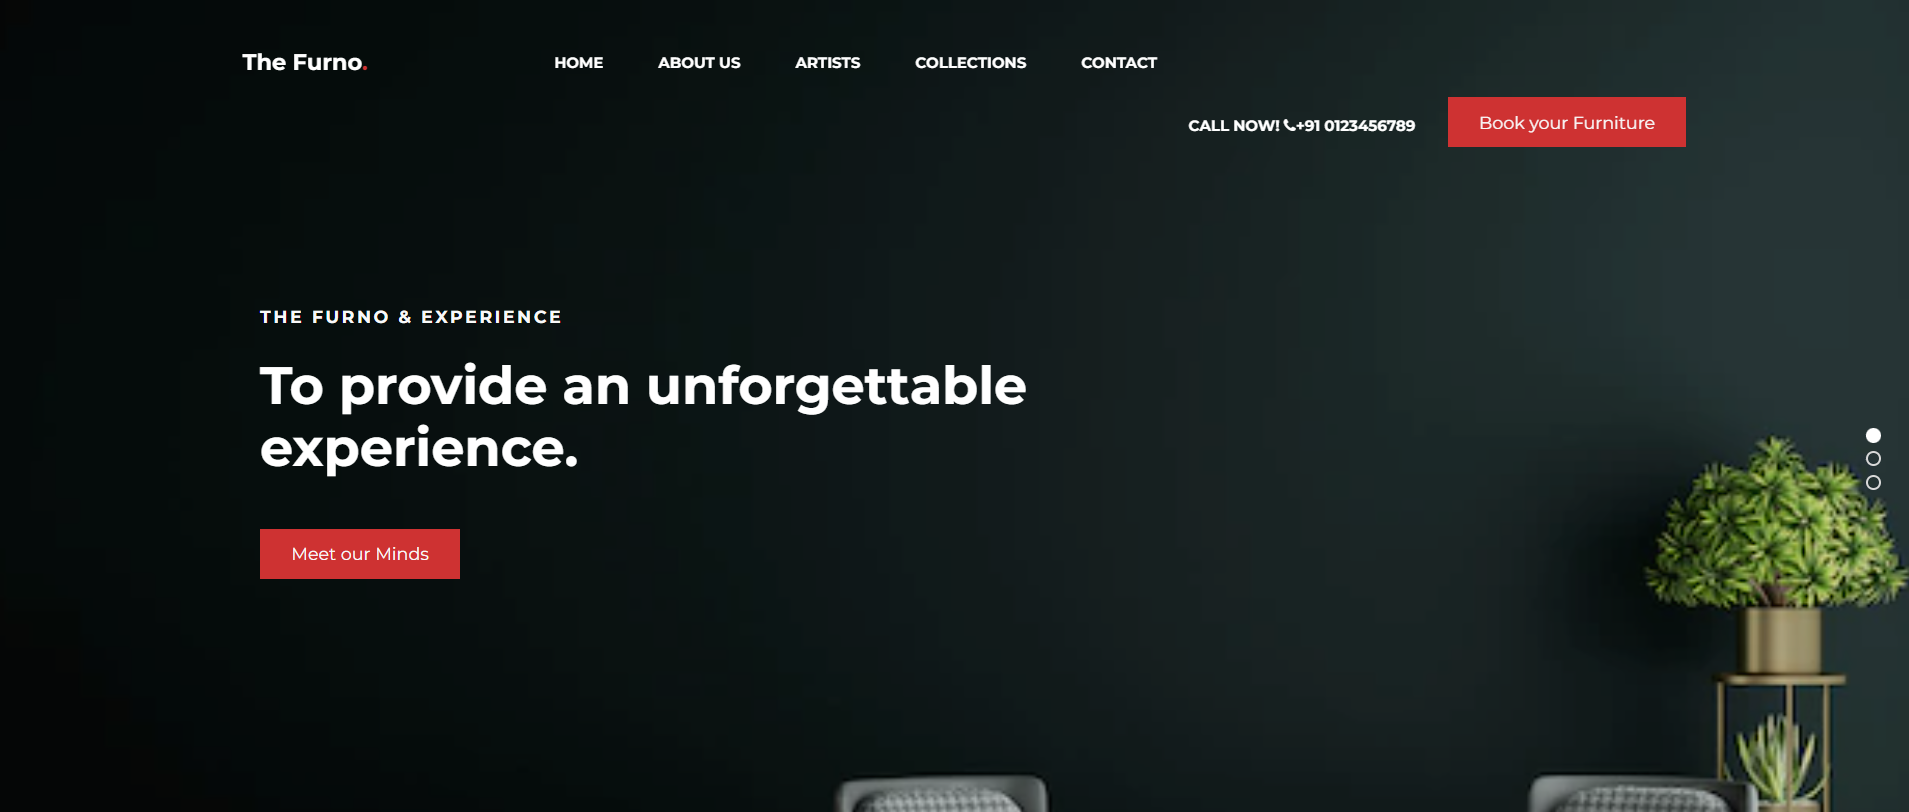 The Furno.
HOME ABOUT US ARTISTS COLLECTIONS CONTACT
CALL NOW! +91 0123456789 Book your Furniture
THE FURNO & EXPERIENCE
To provide an unforgettable
experience.
Meet our Minds